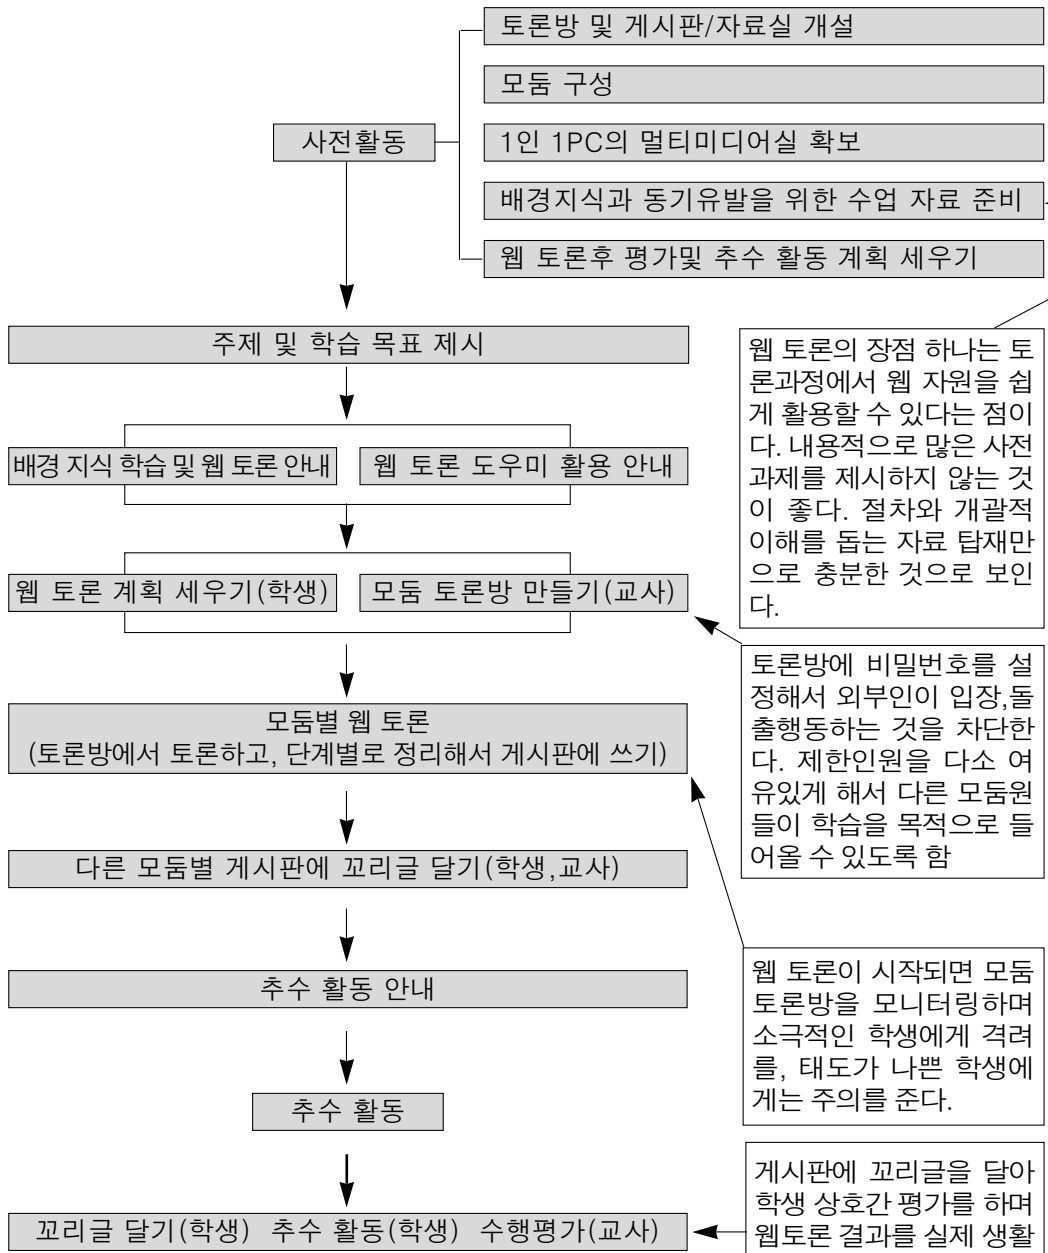 토론방 및 게시판/자료실 개설
모둠 구성
사전활동
1인 1PC의 멀티미디어실 확보
배경지식과 동기유발을 위한 수업 자료 준비
웹 토론후 평가및 추수 활동 계획 세우기
주제 및 학습 목표 제시
배경 지식 학습 및 웹 토론 안내
웹 토론 도우미 활용 안내
웹 토론의 장점 하나는 토
론과정에서 웹 자원을 쉽
게 활용할 수 있다는 점이
다. 내용적으로 많은 사전
과제를 제시하지 않는 것
이 좋다. 절차와 개괄적
이해를 돕는 자료 탑재만
으로 충분한 것으로 보인
다.
웹 토론 계획 세우기(학생)
모둠 토론방 만들기(교사)
토론방에 비밀번호를 설
정해서 외부인이 입장,돌
출행동하는 것을 차단한
다. 제한인원을 다소 여
유있게 해서 다른 모둠원
들이 학습을 목적으로 들
어올 수 있도록 함
모둠별 웹 토론
(토론방에서 토론하고, 단계별로 정리해서 게시판에 쓰기)
다른 모둠별 게시판에 꼬리글 달기(학생,교사)
추수 활동 안내
웹 토론이 시작되면 모둠
토론방을 모니터링하며
소극적인 학생에게 격려
를, 태도가 나쁜 학생에
게는 주의를 준다.
추수 활동
꼬리글 달기(학생) 추수 활동(학생) 수행평가(교사)
게시판에 꼬리글을 달아
학생 상호간 평가를 하며
웹토론 결과를 실제 생활